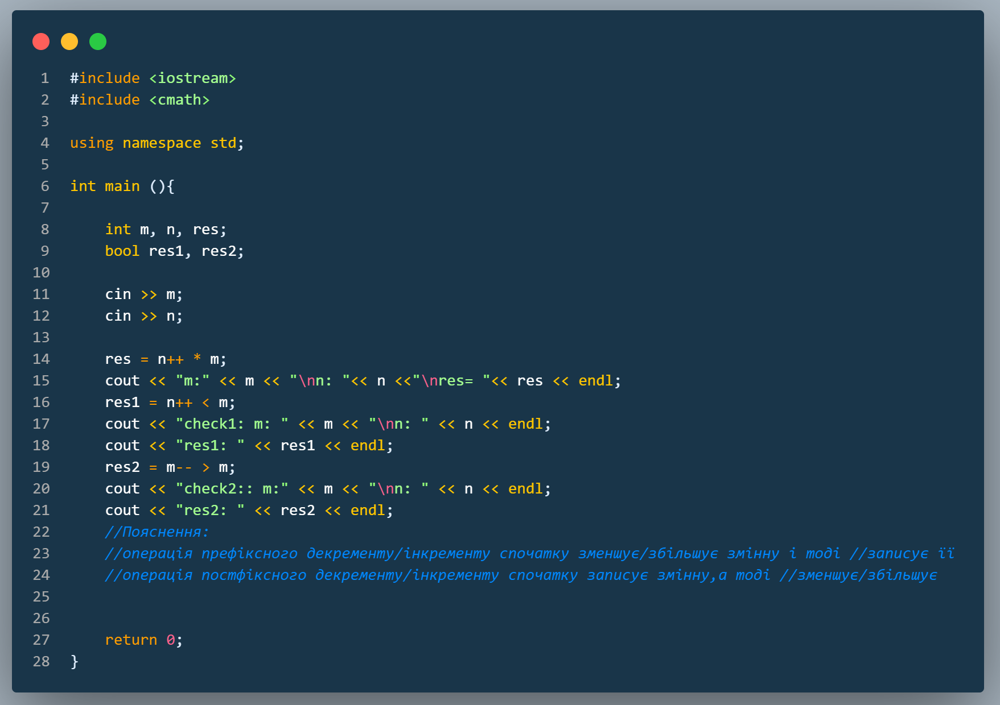 1 #include <iostream>
2 #include <cmath>
3
4 using namespace std;
5
6 int main (){
7
8     int m, n, res;
9     bool res1, res2;
10
11     cin >> m;
12     cin >> n;
13
14     res = n++ * m;
15     cout << "m:" << m << "\nn: "<< n <<"\nres= "<< res << endl;
16     res1 = n++ < m;
17     cout << "check1: m: " << m << "\nn: " << n << endl;
18     cout << "res1: " << res1 << endl;
19     res2 = m-- > m;
20     cout << "check2:: m:" << m << "\nn: " << n << endl;
21     cout << "res2: " << res2 << endl;
22     //Пояснення:
23     //операція префіксного декременту/інкременту спочатку зменшує/збільшує змінну і тоді //записує її
24     //операція постфіксного декременту/інкременту спочатку записує змінну,а тоді //зменшує/збільшує
25
26
27     return 0;
28 }